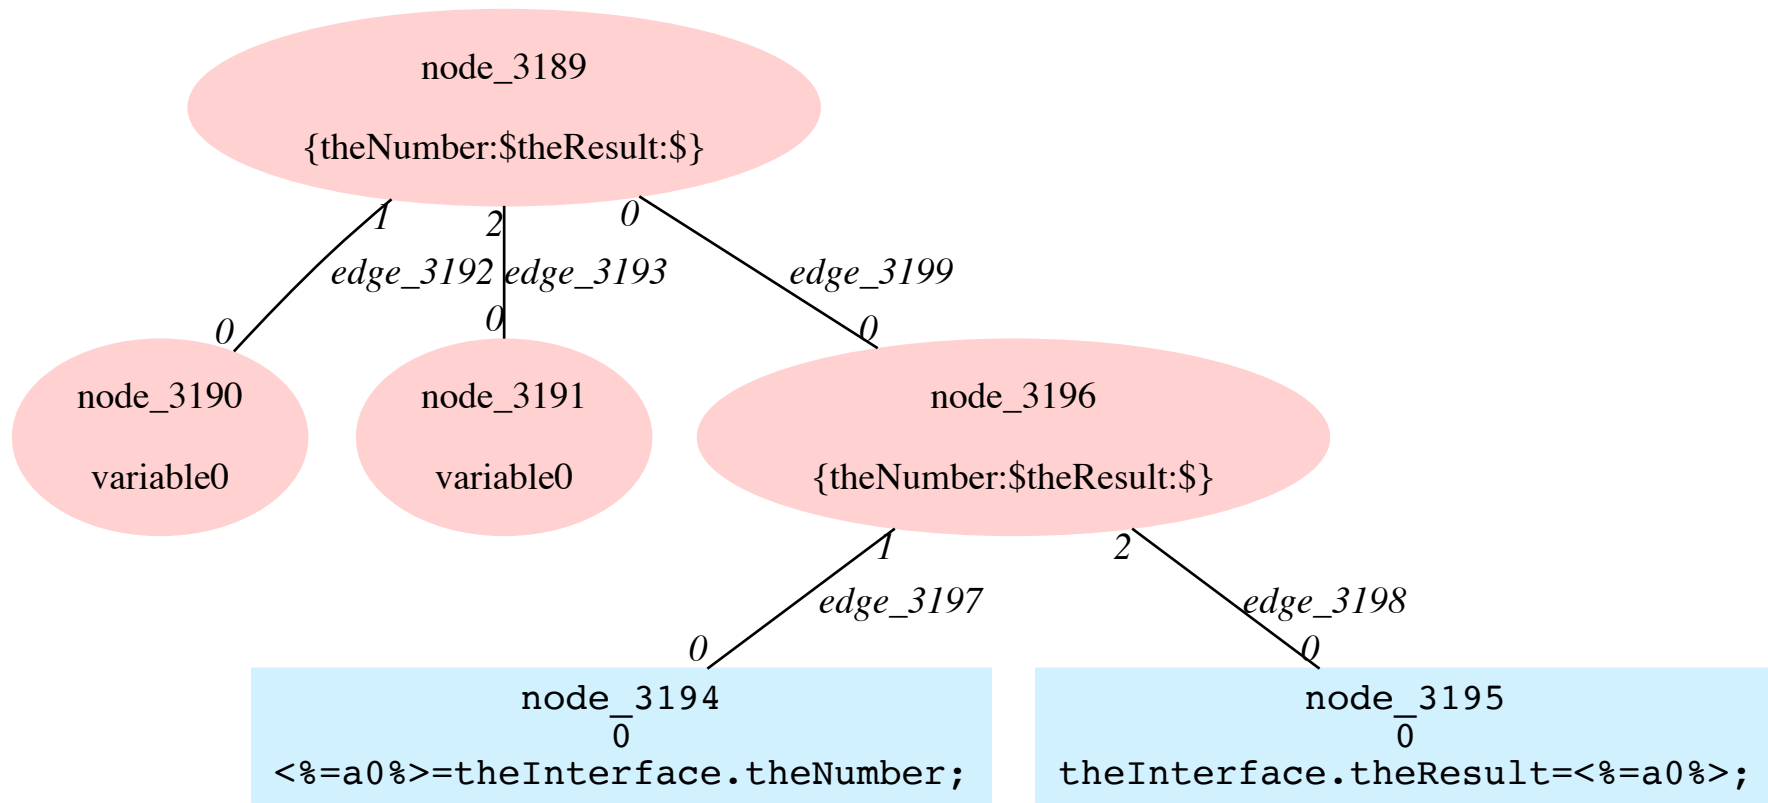 node_3189
{theNumber:$theResult:$}
1
2
0
edge_3192
edge_3193
edge_3199
0
0
0
node_3190
variable0
node_3191
variable0
node_3196
{theNumber:$theResult:$}
1
2
edge_3197
edge_3198
0
0
node_3194
0
<%=a0%>=theInterface.theNumber;
node_3195
0
theInterface.theResult=<%=a0%>;